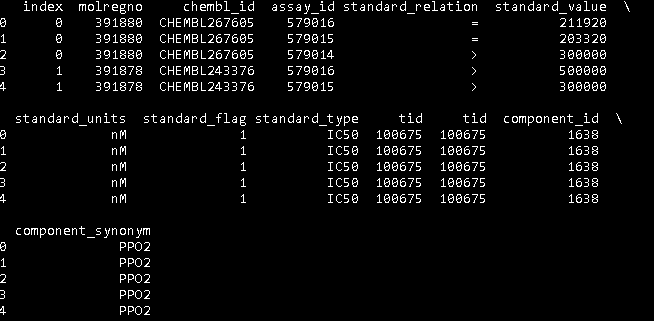 index molregno chembl_id assay_id standard_relation standard_value \
0 0 391880 CHEMBL267605 579016 = 211920
1 0 391880 CHEMBL267605 579015 = 203320
2 0 391880 CHEMBL267605 579014 > 300000
3 1 391878 CHEMBL243376 579016 > 500000
4 1 391878 CHEMBL243376 579015 > 300000
standard_units standard_flag standard_type tid tid component_id \
0 nM 1 IC50 100675 100675 1638
1 nM 1 IC50 100675 100675 1638
2 nM 1 IC50 100675 100675 1638
3 nM 1 IC50 100675 100675 1638
4 nM 1 IC50 100675 100675 1638
component_synonym
0 PPO2
1 PPO2
2 PPO2
3 PPO2
4 PPO2